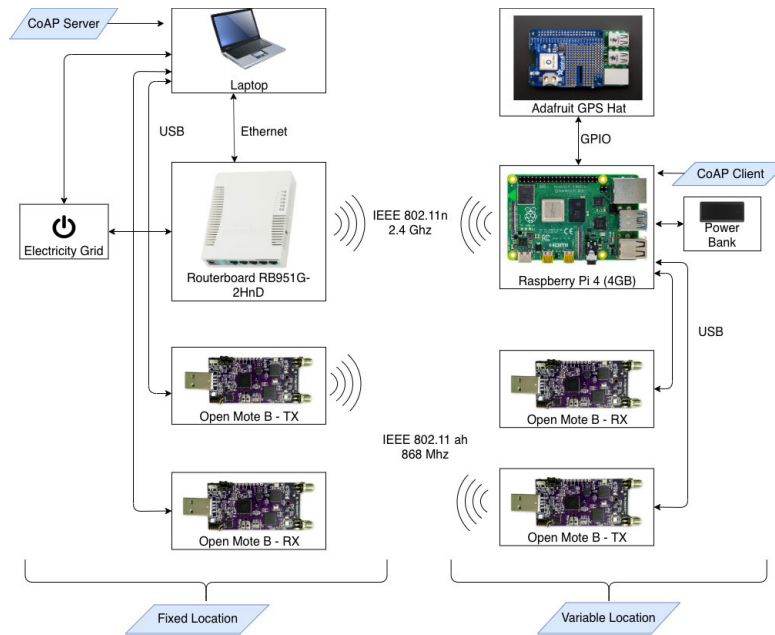 CoAP Server
Laptop
USB
Ethernet
Adafruit GPS Hat
GPIO
CoAP Client
IEEE 802.11n
2.4 Ghz
Electricity Grid
Routerboard RB951G-
2HnD
Raspberry Pi 4 (4GB)
Power
Bank
USB
Open Mote B - TX
Open Mote B - RX
IEEE 802.11 ah
868 Mhz
Open Mote B - RX
Open Mote B - TX
Fixed Location
Variable Location
HDMI